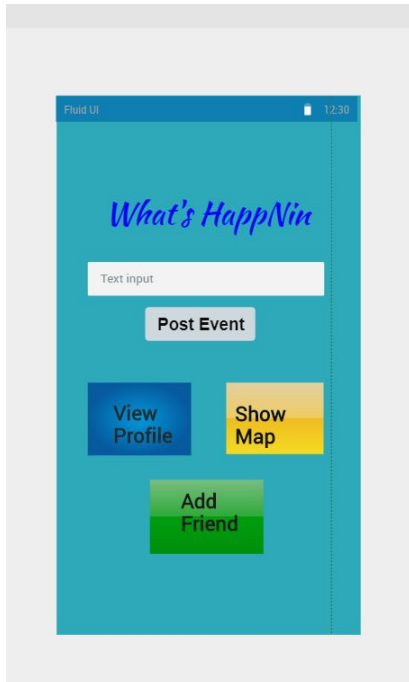 Fluid UI 12:30
What's HappNin
Text input
Post Event
View
Profile
Show
Map
Add
Friend